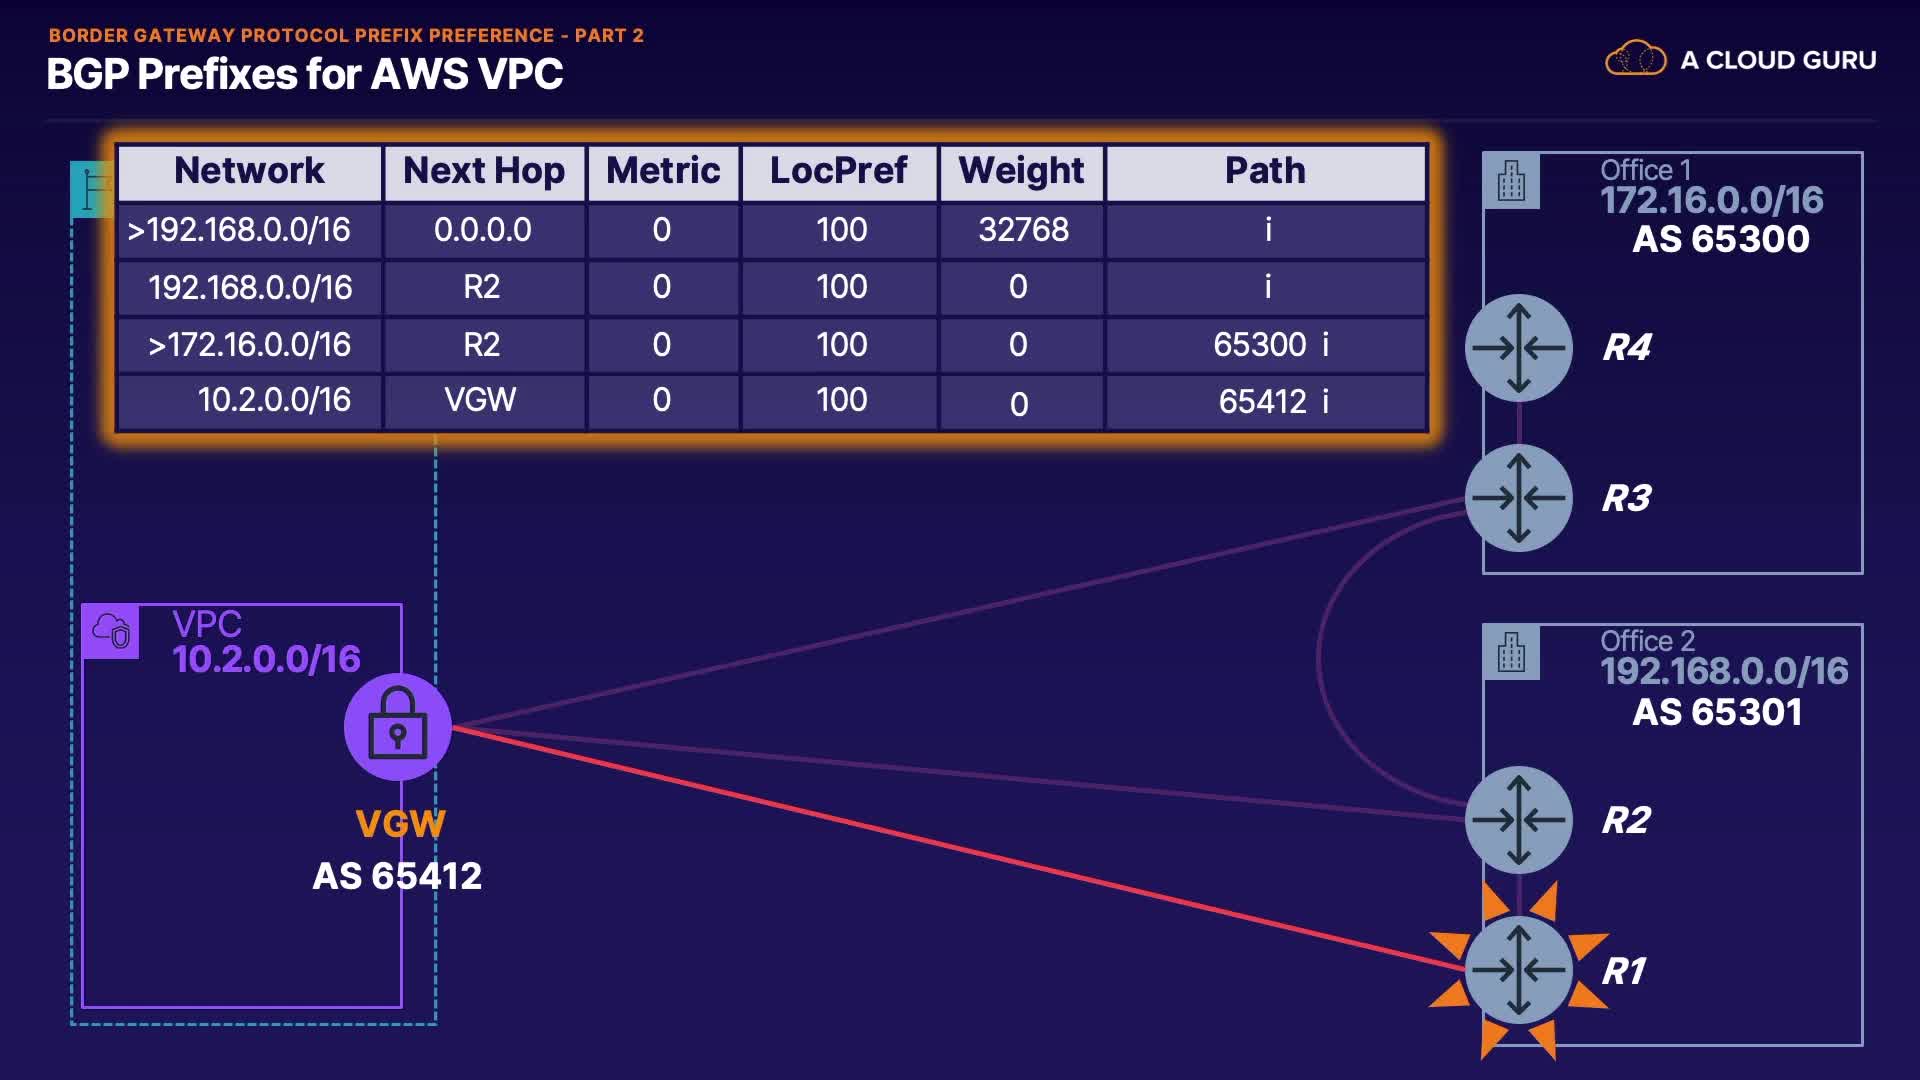 BORDER GATEWAY PROTOCOL PREFIX PREFERENCE - PART 2
BGP Prefixes for AWS VPC
A CLOUD GURU
Network Next Hop Metric LocPref Weight Path
>192.168.0.0/16 0.0.0.0 0 100 32768 i
192.168.0.0/16 R2 0 100 0 i
>172.16.0.0/16 R2 0 100 0 65300 i
10.2.0.0/16 VGW 0 100 0 65412 i
Office 1
172.16.0.0/16
AS 65300
R4
R3
VPC
10.2.0.0/16
VGW
AS 65412
Office 2
192.168.0.0/16
AS 65301
R2
R1